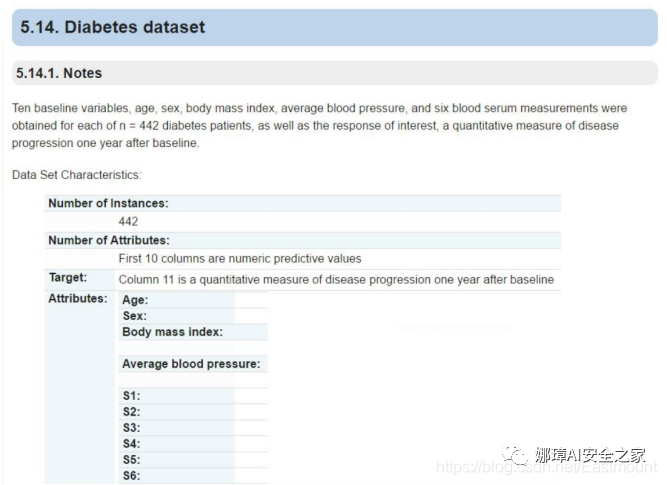 5.14. Diabetes dataset
5.14.1. Notes
Ten baseline variables, age, sex, body mass index, average blood pressure, and six blood serum measurements were
obtained for each of n = 442 diabetes patients, as well as the response of interest, a quantitative measure of disease
progression one year after baseline.
Data Set Characteristics:
Number of Instances:
442
Number of Attributes:
First 10 columns are numeric predictive values
Target: Column 11 is a quantitative measure of disease progression one year after baseline
Attributes: Age:
Sex:
Body mass index:
Average blood pressure:
S1:
S2:
S3:
S4:
S5:
S6:
娜璋AI安全之家
https://blog.csdn.net/Eastmount